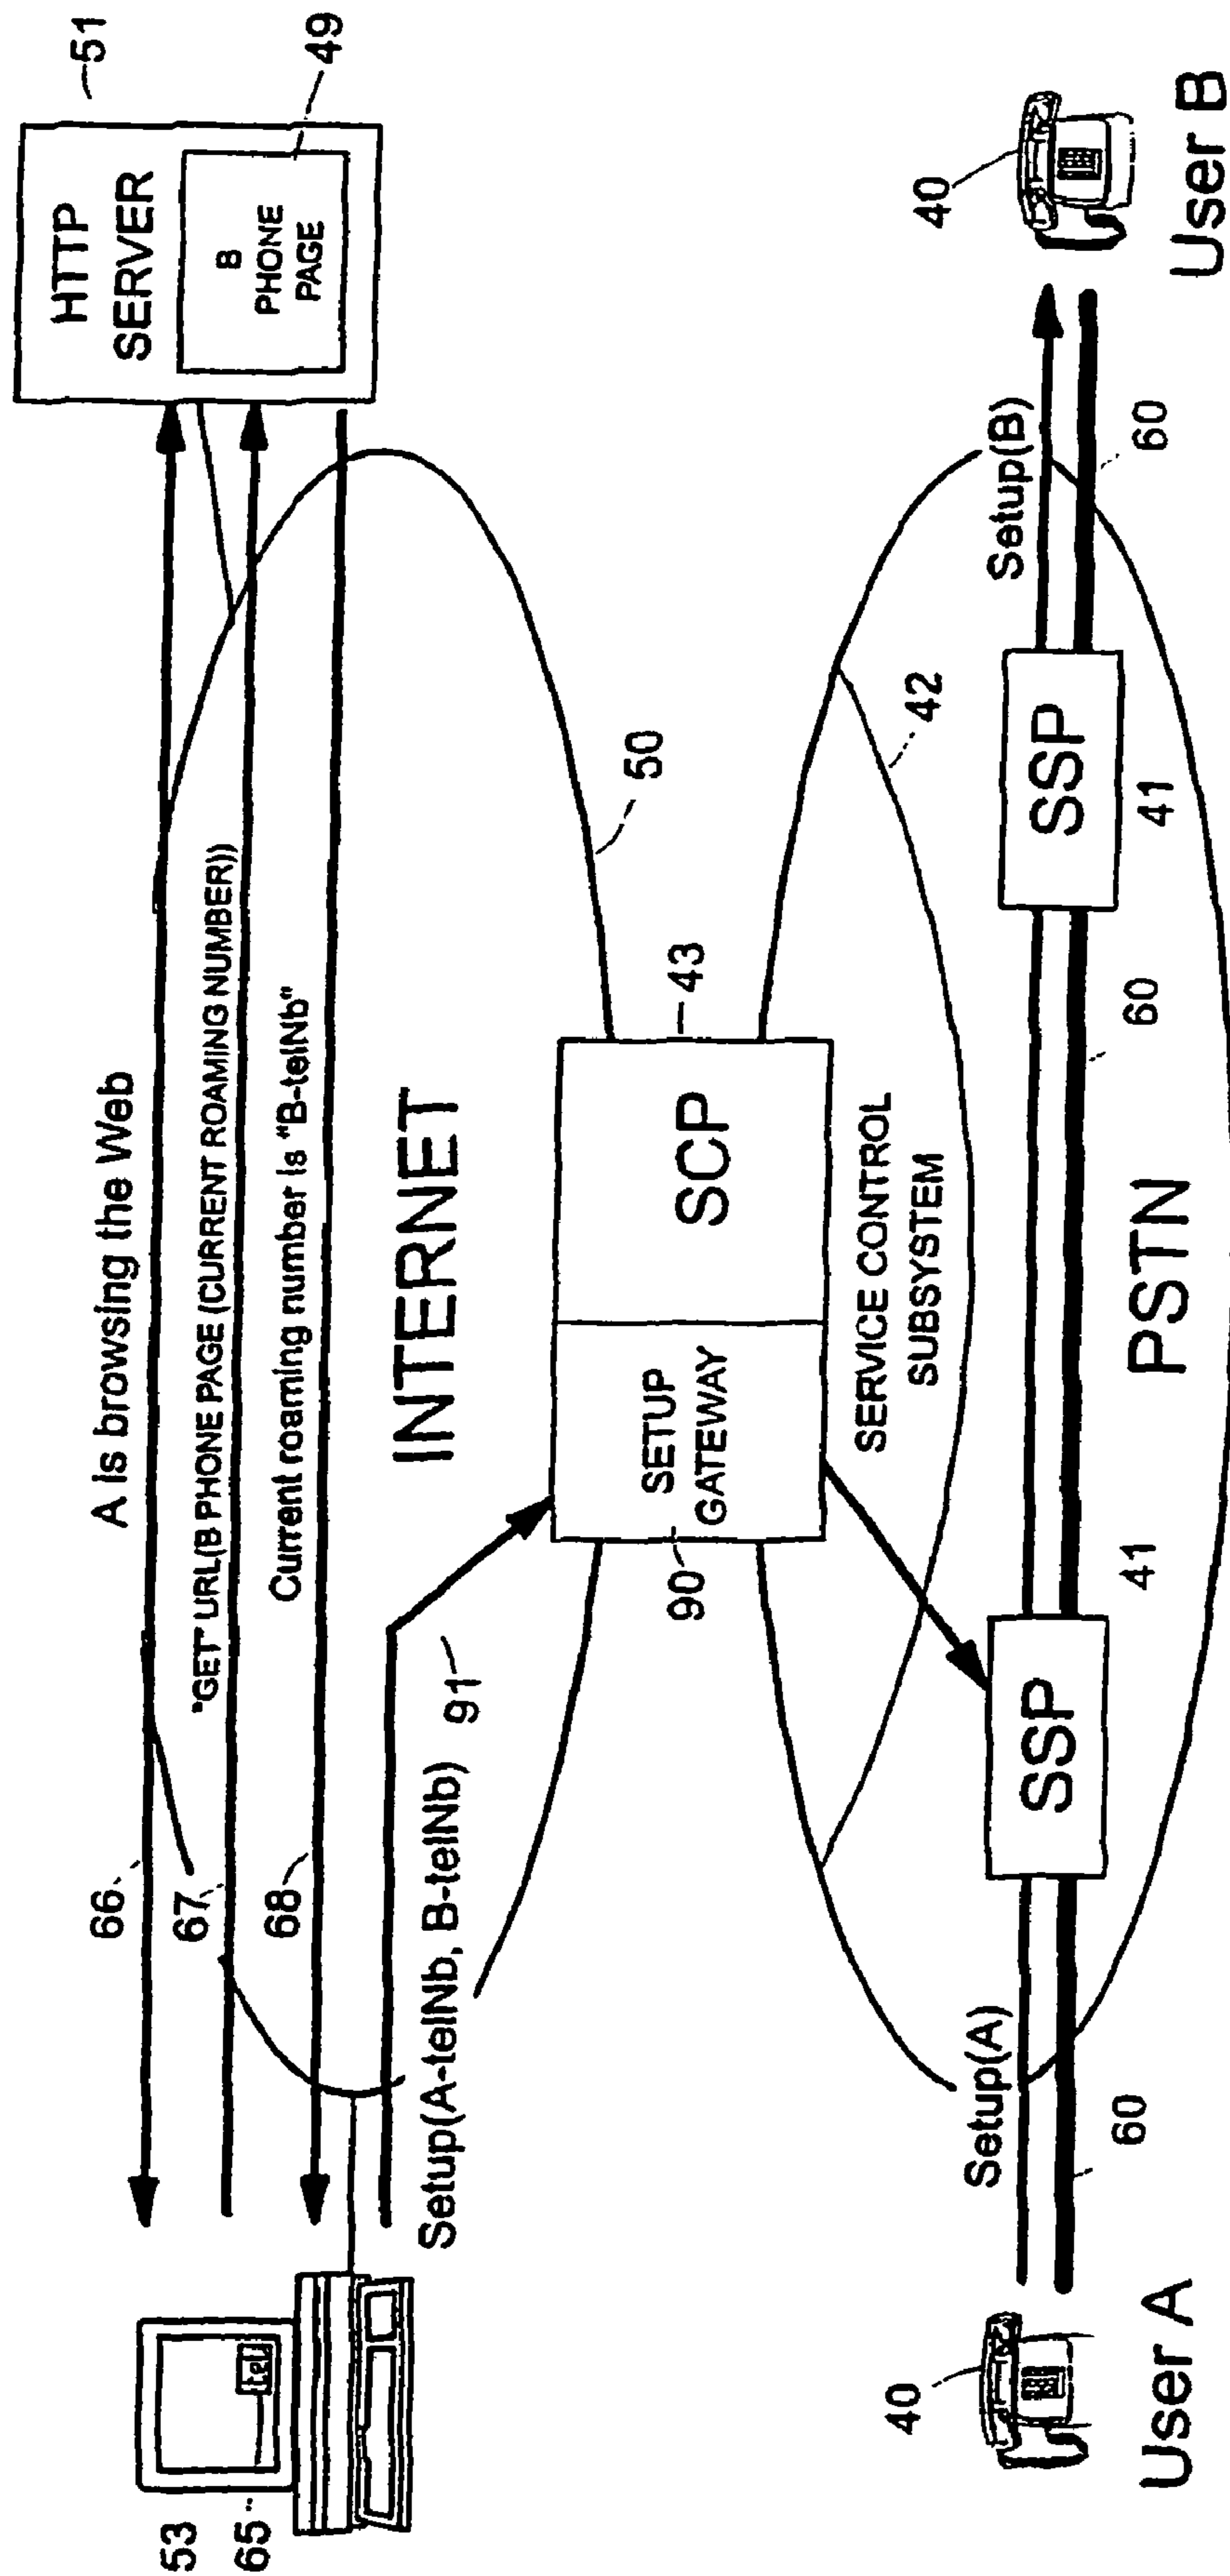 51
HTTP
SERVER
B
PHONE
PAGE
49
A is browsing the Web
66
"GET" URL(B PHONE PAGE (CURRENT ROAMING NUMBER))
67
Current roaming number is "B-telNb"
68
53
65
tel
INTERNET
Setup(A-telNb, B-telNb)
91
50
SETUP
GATEWAY
90
SCP
43
SERVICE CONTROL
SUBSYSTEM
42
40
User A
Setup(A)
60
SSP
41
60
PSTN
SSP
41
Setup(B)
60
40
User B